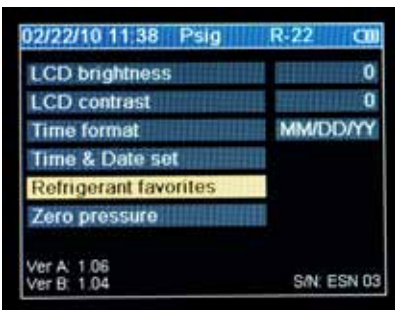 02/22/10 11:38 Psig R-22
LCD brightness 0
LCD contrast 0
Time format MM/DD/YY
Time & Date set
Refrigerant favorites
Zero pressure
Ver A: 1.06
Ver B: 1.04 S/N: ESN 03